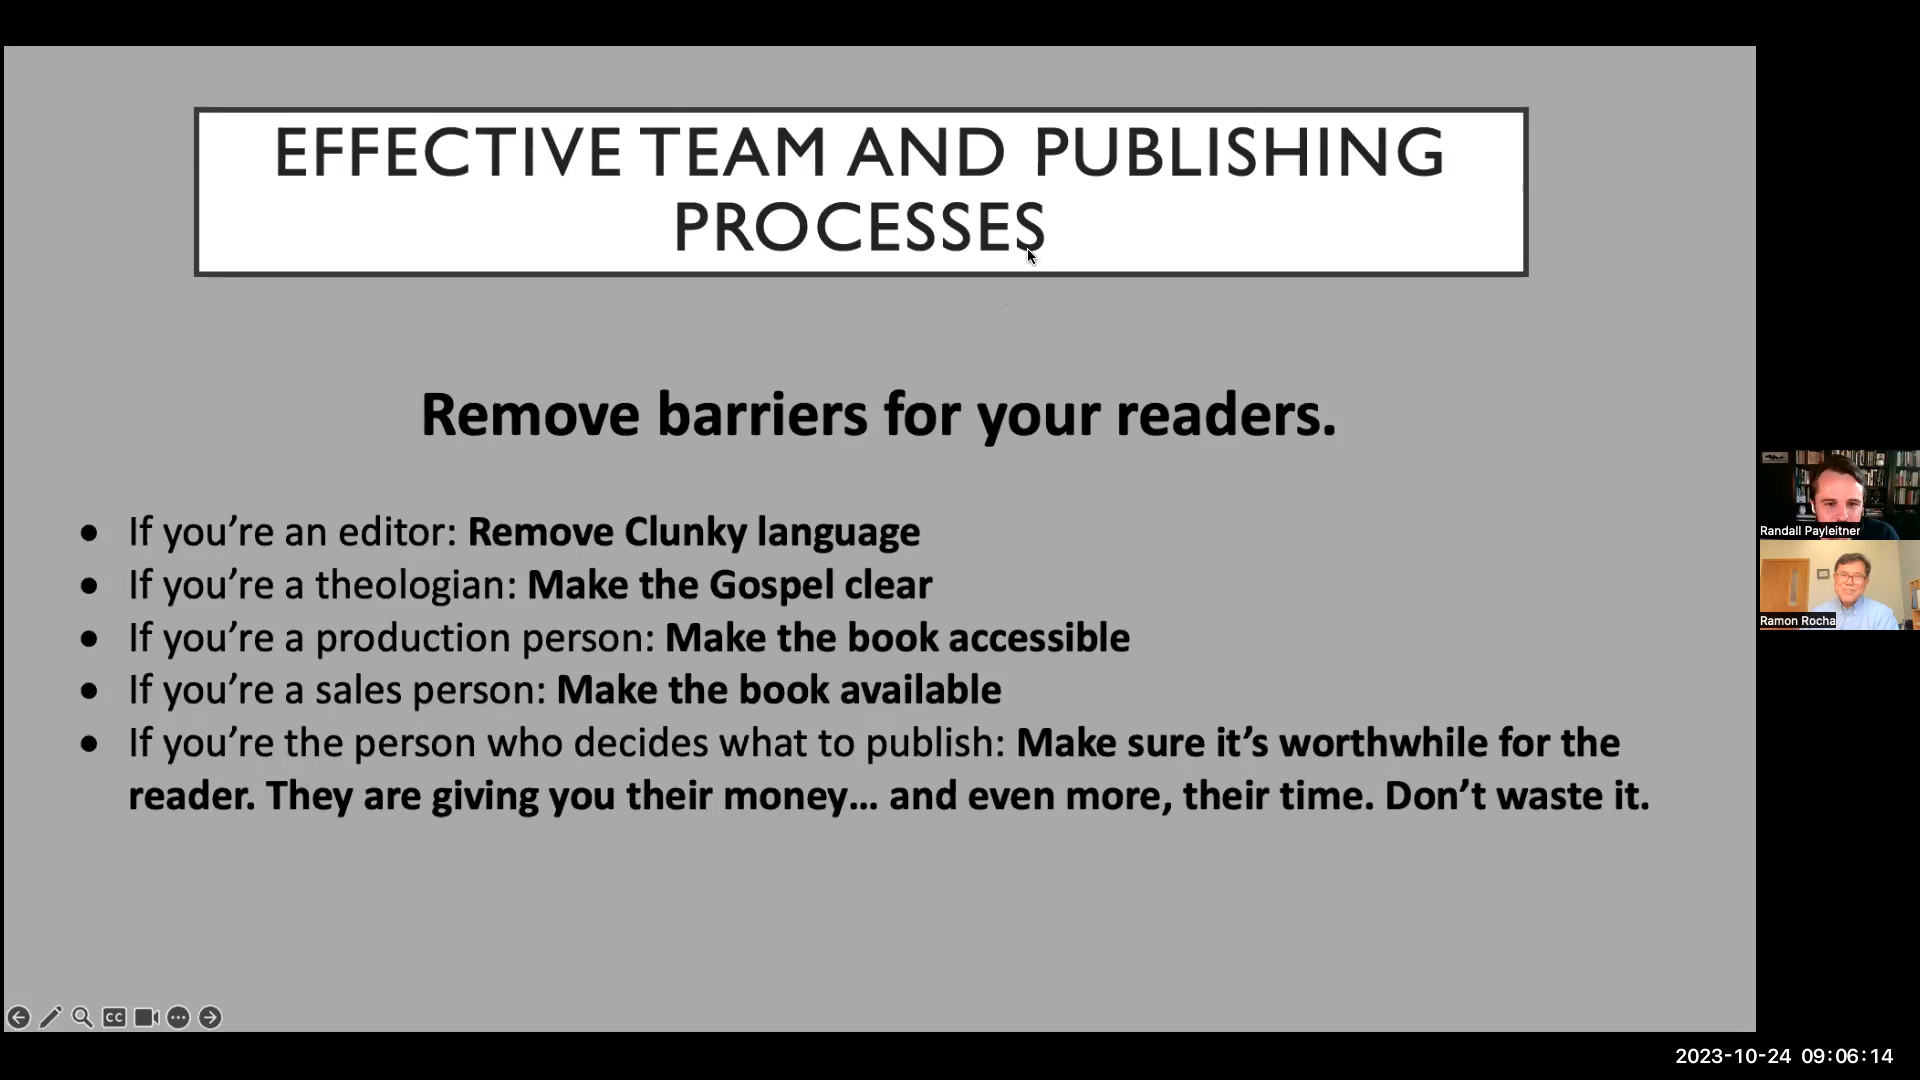 EFFECTIVE TEAM AND PUBLISHING
PROCESSES
Remove barriers for your readers.
• If you’re an editor: Remove Clunky language
• If you’re a theologian: Make the Gospel clear
• If you’re a production person: Make the book accessible
• If you’re a sales person: Make the book available
• If you’re the person who decides what to publish: Make sure it’s worthwhile for the
reader. They are giving you their money... and even more, their time. Don’t waste it.
Randall Payleitner
Ramon Rocha
CC
2023-10-24 09:06:14